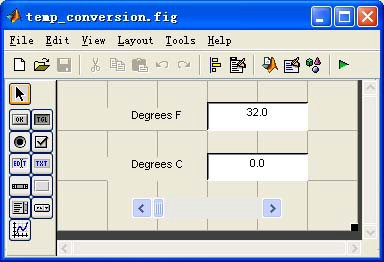 temp_conversion.fig
File Edit View Layout Tools Help
OK TGL
EDIT TXT
Degrees F 32.0
Degrees C 0.0